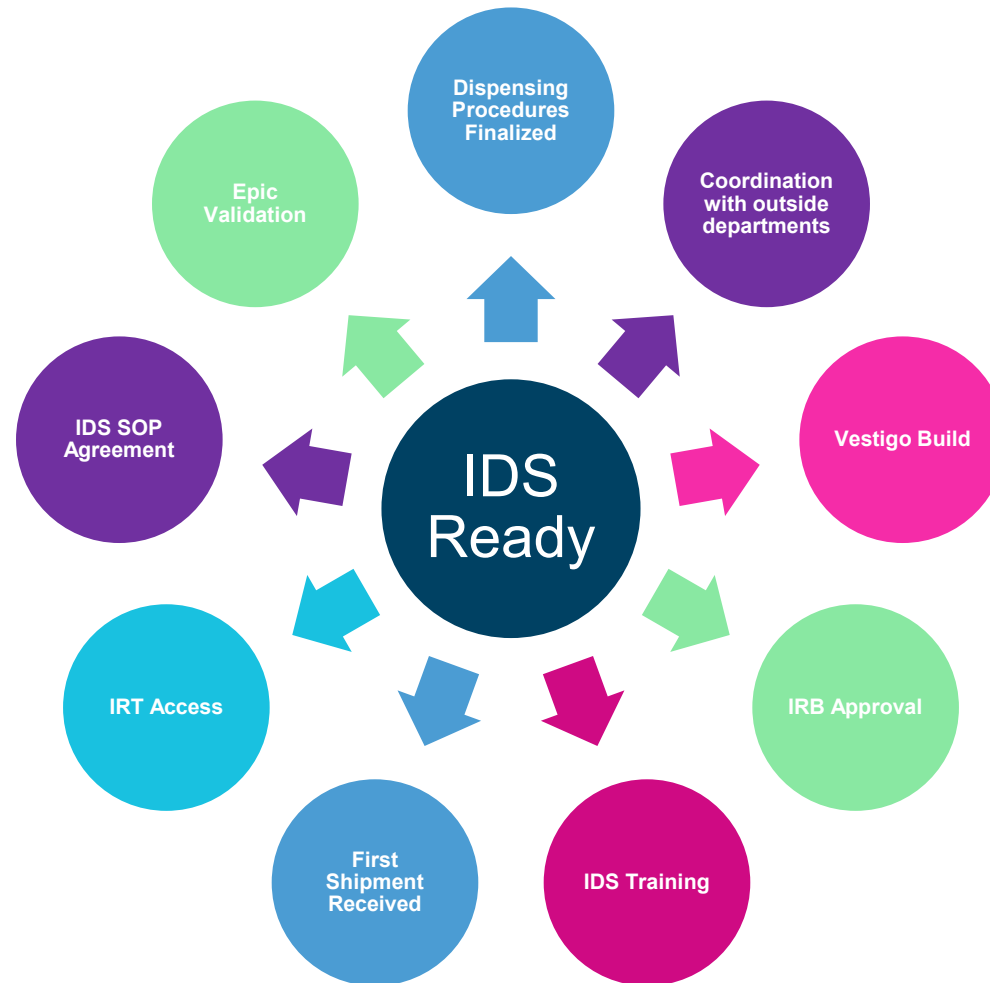 Dispensing
Procedures
Finalized
Coordination
with outside
departments
Vestigo Build
IRB Approval
IDS Training
First
Shipment
Received
IRT Access
IDS SOP
Agreement
Epic
Validation
IDS
Ready